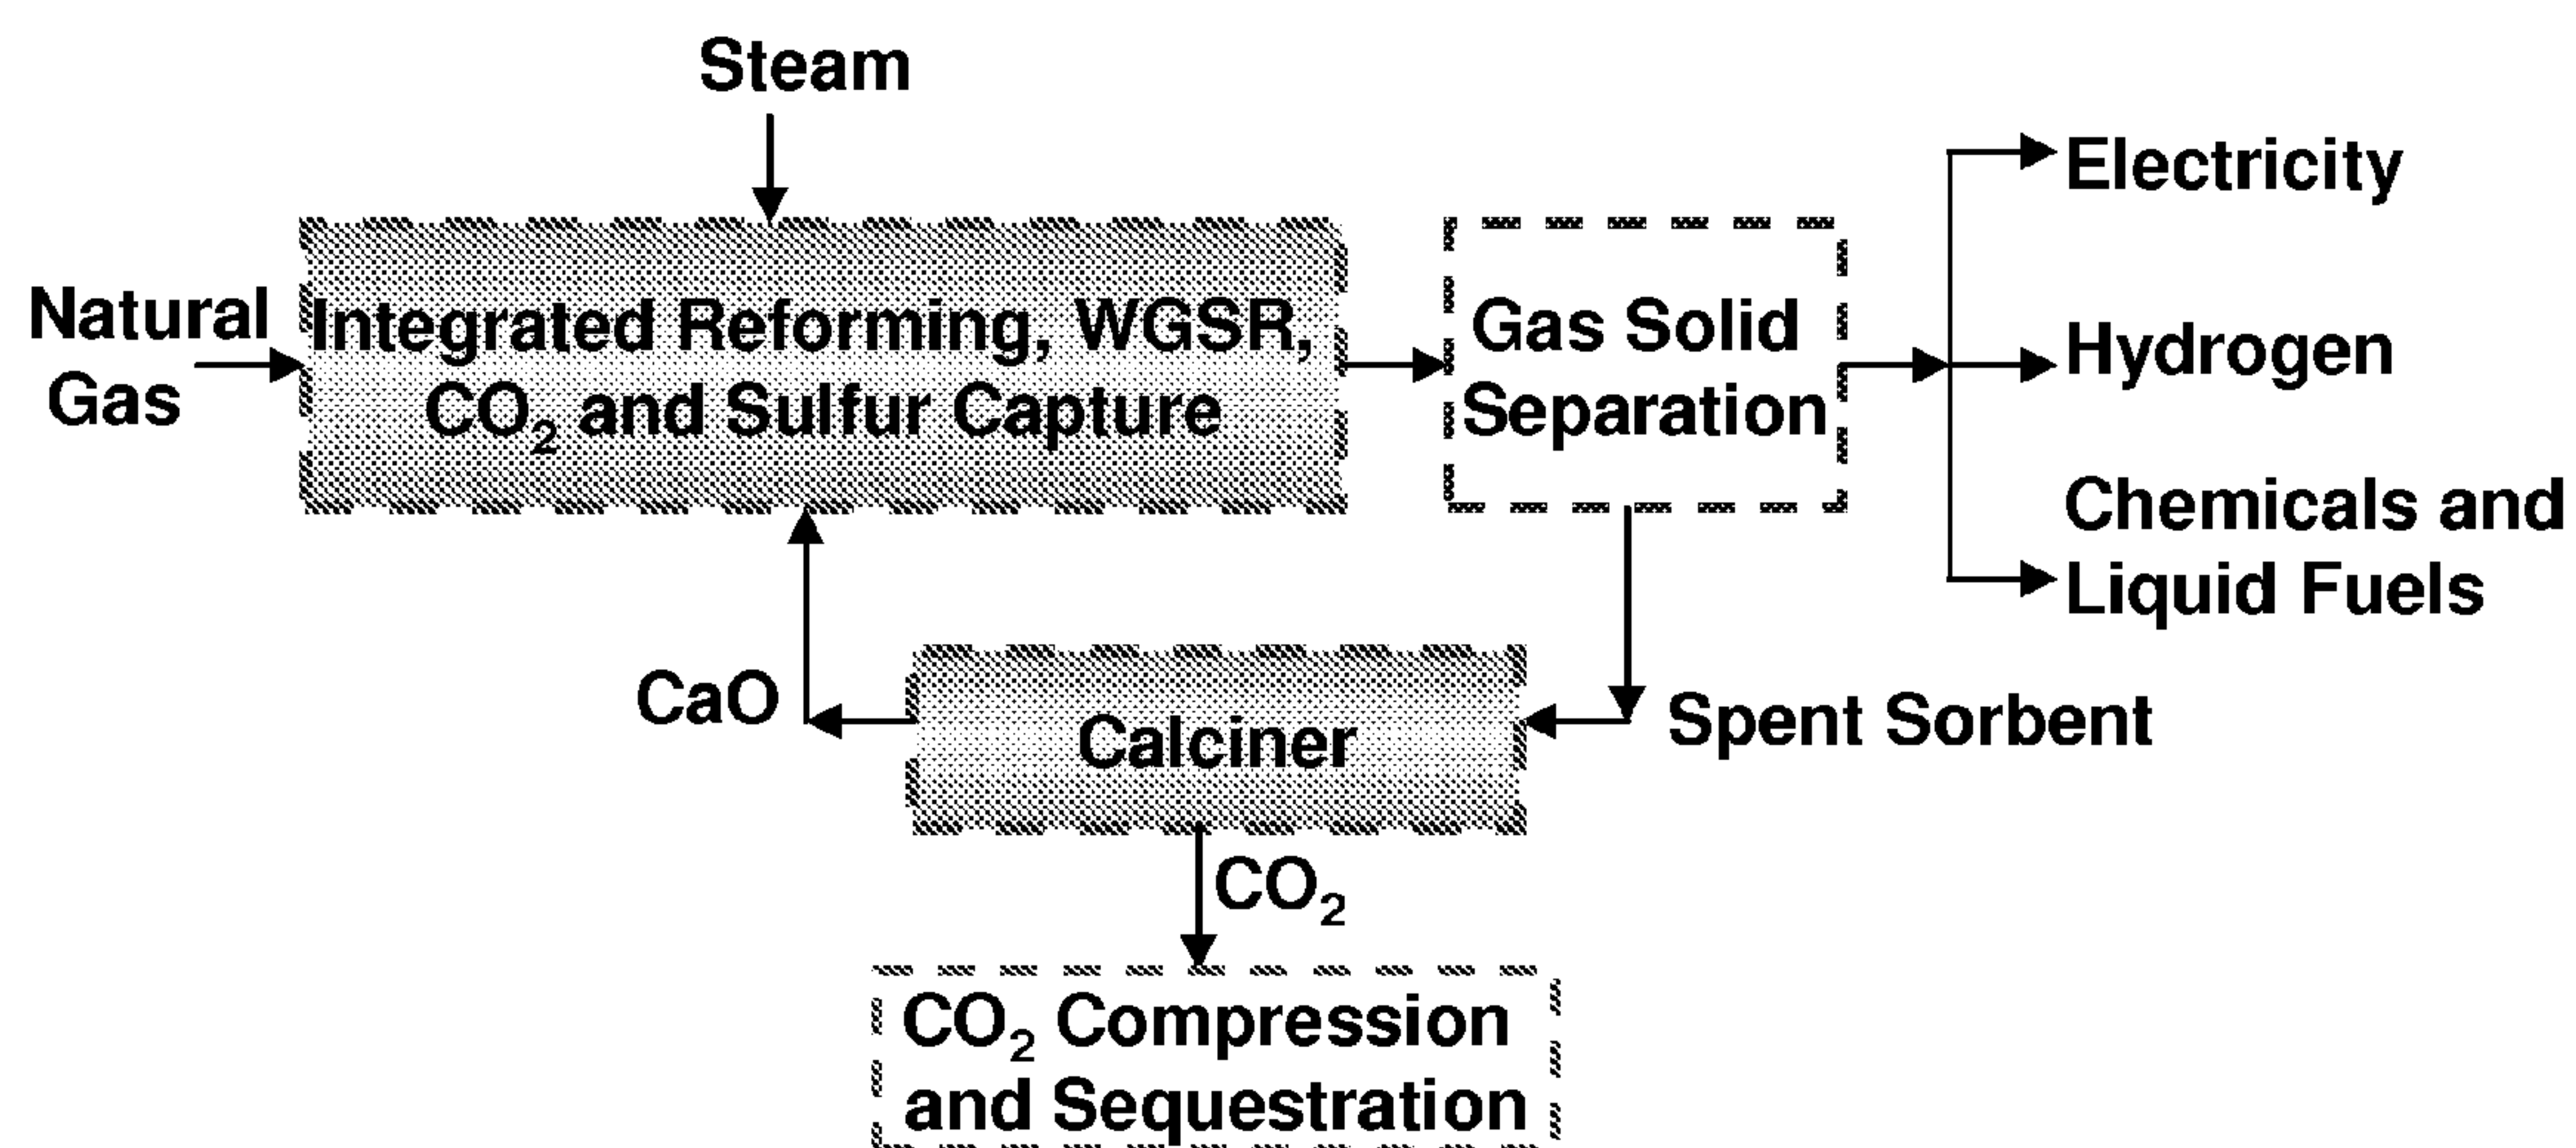 Steam
Natural
Gas
Integrated Reforming, WGSR,
CO₂ and Sulfur Capture
Gas Solid
Separation
Electricity
Hydrogen
Chemicals and
Liquid Fuels
CaO
Calciner
Spent Sorbent
CO₂
CO₂ Compression
and Sequestration